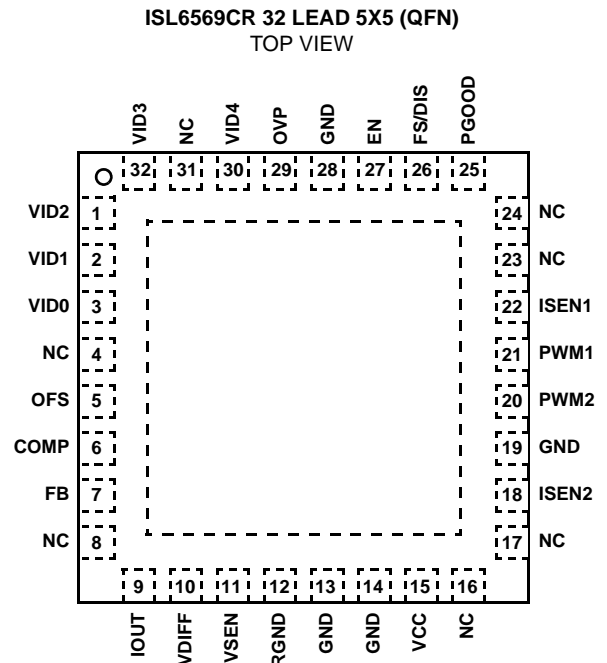 ISL6569CR 32 LEAD 5X5 (QFN)
TOP VIEW
VID3 NC VID4 OVP GND EN FS/DIS PGOOD
32 31 30 29 28 27 26 25
VID2 1 24 NC
VID1 2 23 NC
VID0 3 22 ISEN1
NC 4 21 PWM1
OFS 5 20 PWM2
COMP 6 19 GND
FB 7 18 ISEN2
NC 8 17 NC
9 10 11 12 13 14 15 16
IOUT VDIFF VSEN RGND GND GND VCC NC